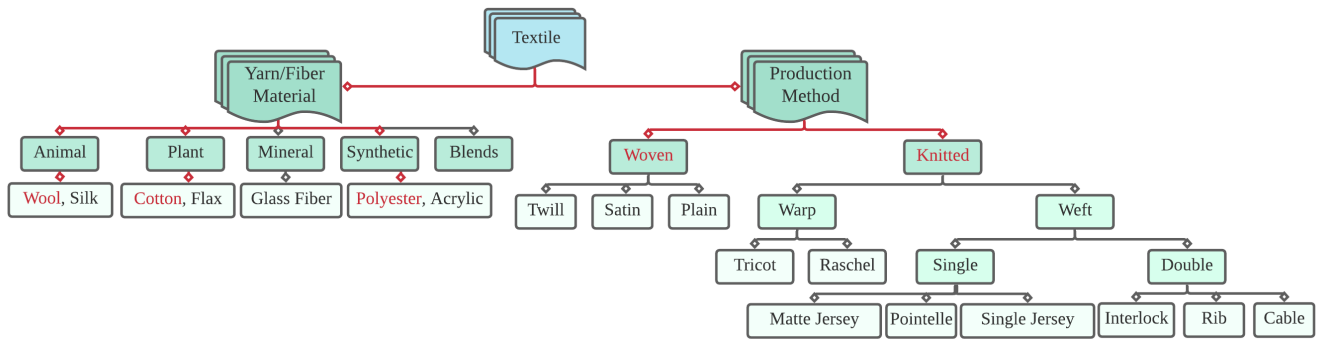 Textile
Yarn/Fiber
Material
Production
Method
Animal
Plant
Mineral
Synthetic
Blends
Woven
Knitted
Wool, Silk
Cotton, Flax
Glass Fiber
Polyester, Acrylic
Twill
Satin
Plain
Warp
Weft
Tricot
Raschel
Single
Double
Matte Jersey
Pointelle
Single Jersey
Interlock
Rib
Cable